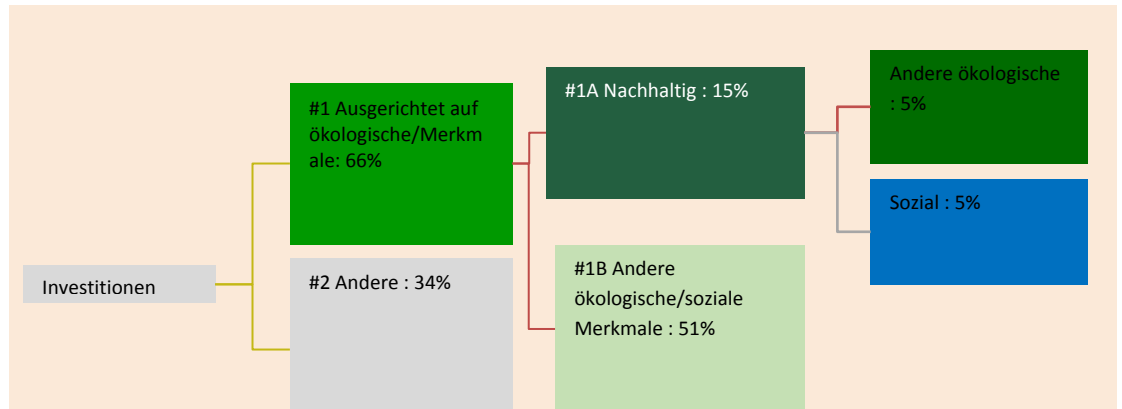 Investitionen
#1 Ausgerichtet auf
ökologische/Merkm
ale: 66%
#2 Andere : 34%
#1A Nachhaltig : 15%
#1B Andere
ökologische/soziale
Merkmale : 51%
Andere ökologische
: 5%
Sozial : 5%